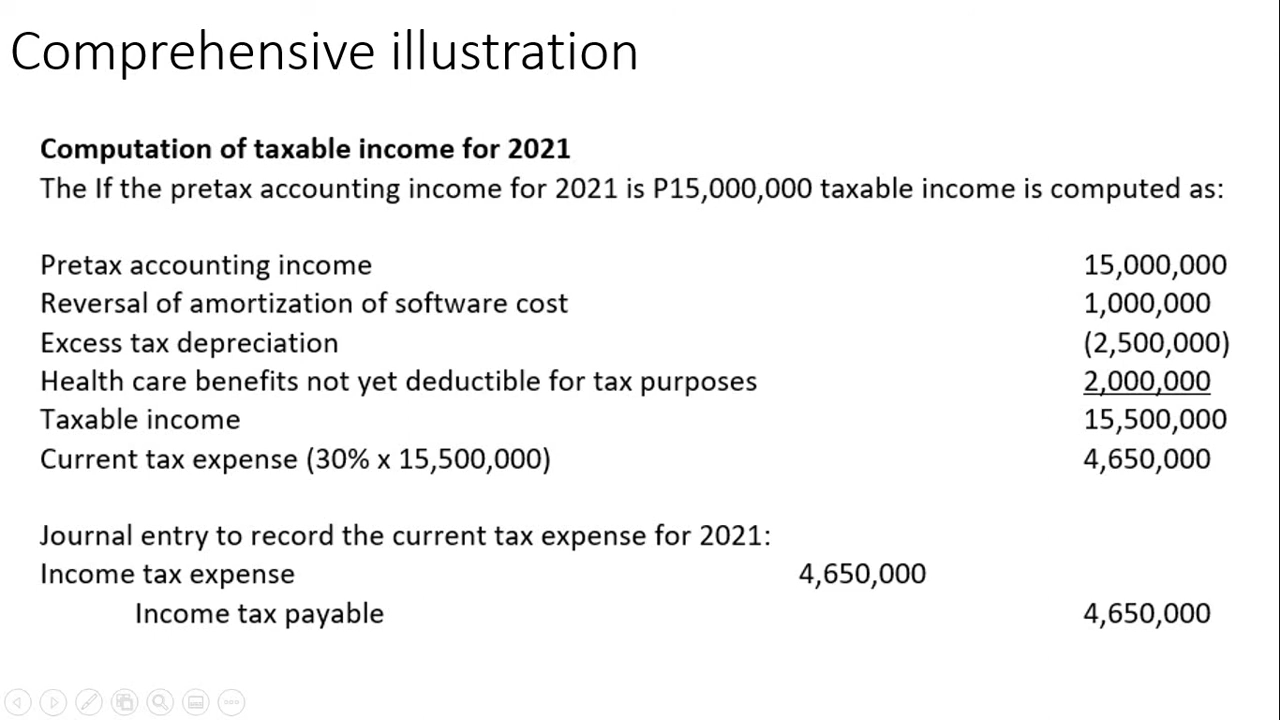 Comprehensive illustration
Computation of taxable income for 2021
The If the pretax accounting income for 2021 is P15,000,000 taxable income is computed as:
Pretax accounting income 15,000,000
Reversal of amortization of software cost 1,000,000
Excess tax depreciation (2,500,000)
Health care benefits not yet deductible for tax purposes 2,000,000
Taxable income 15,500,000
Current tax expense (30% x 15,500,000) 4,650,000
Journal entry to record the current tax expense for 2021:
Income tax expense 4,650,000
Income tax payable 4,650,000